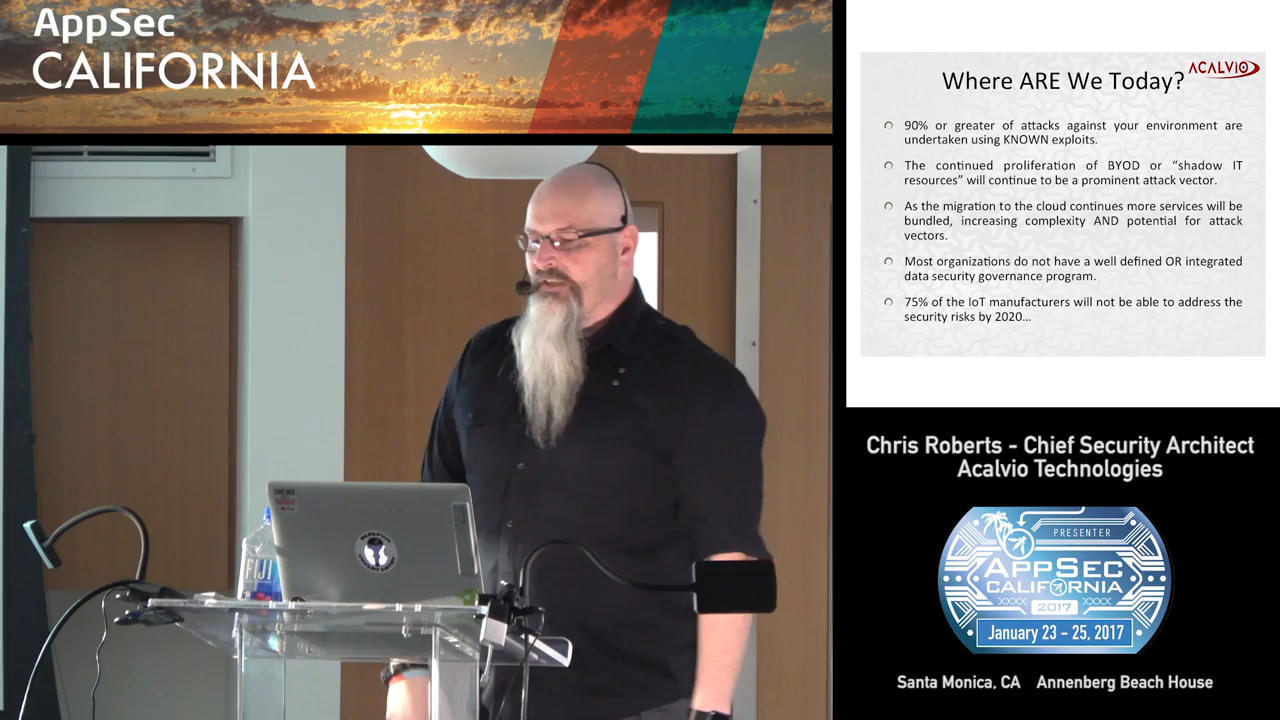 AppSec
CALIFORNIA
ACALVIO
Where ARE We Today?
90% or greater of attacks against your environment are
undertaken using KNOWN exploits.
The continued proliferation of BYOD or “shadow IT
resources” will continue to be a prominent attack vector.
As the migration to the cloud continues more services will be
bundled, increasing complexity AND potential for attack
vectors.
Most organizations do not have a well defined OR integrated
data security governance program.
75% of the IoT manufacturers will not be able to address the
security risks by 2020...
Chris Roberts - Chief Security Architect
Acalvio Technologies
PRESENTER
APPSEC
CALIFORNIA
2017
January 23 - 25, 2017
Santa Monica, CA Annenberg Beach House
FIJI